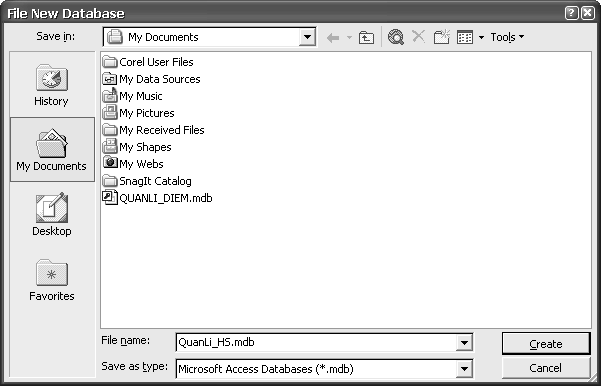 File New Database
Save in:
My Documents
Tools
History
My Documents
Desktop
Favorites
Corel User Files
My Data Sources
My Music
My Pictures
My Received Files
My Shapes
My Webs
SnagIt Catalog
QUANLI_DIEM.mdb
File name:
QuanLi_HS.mdb
Create
Save as type:
Microsoft Access Databases (*.mdb)
Cancel